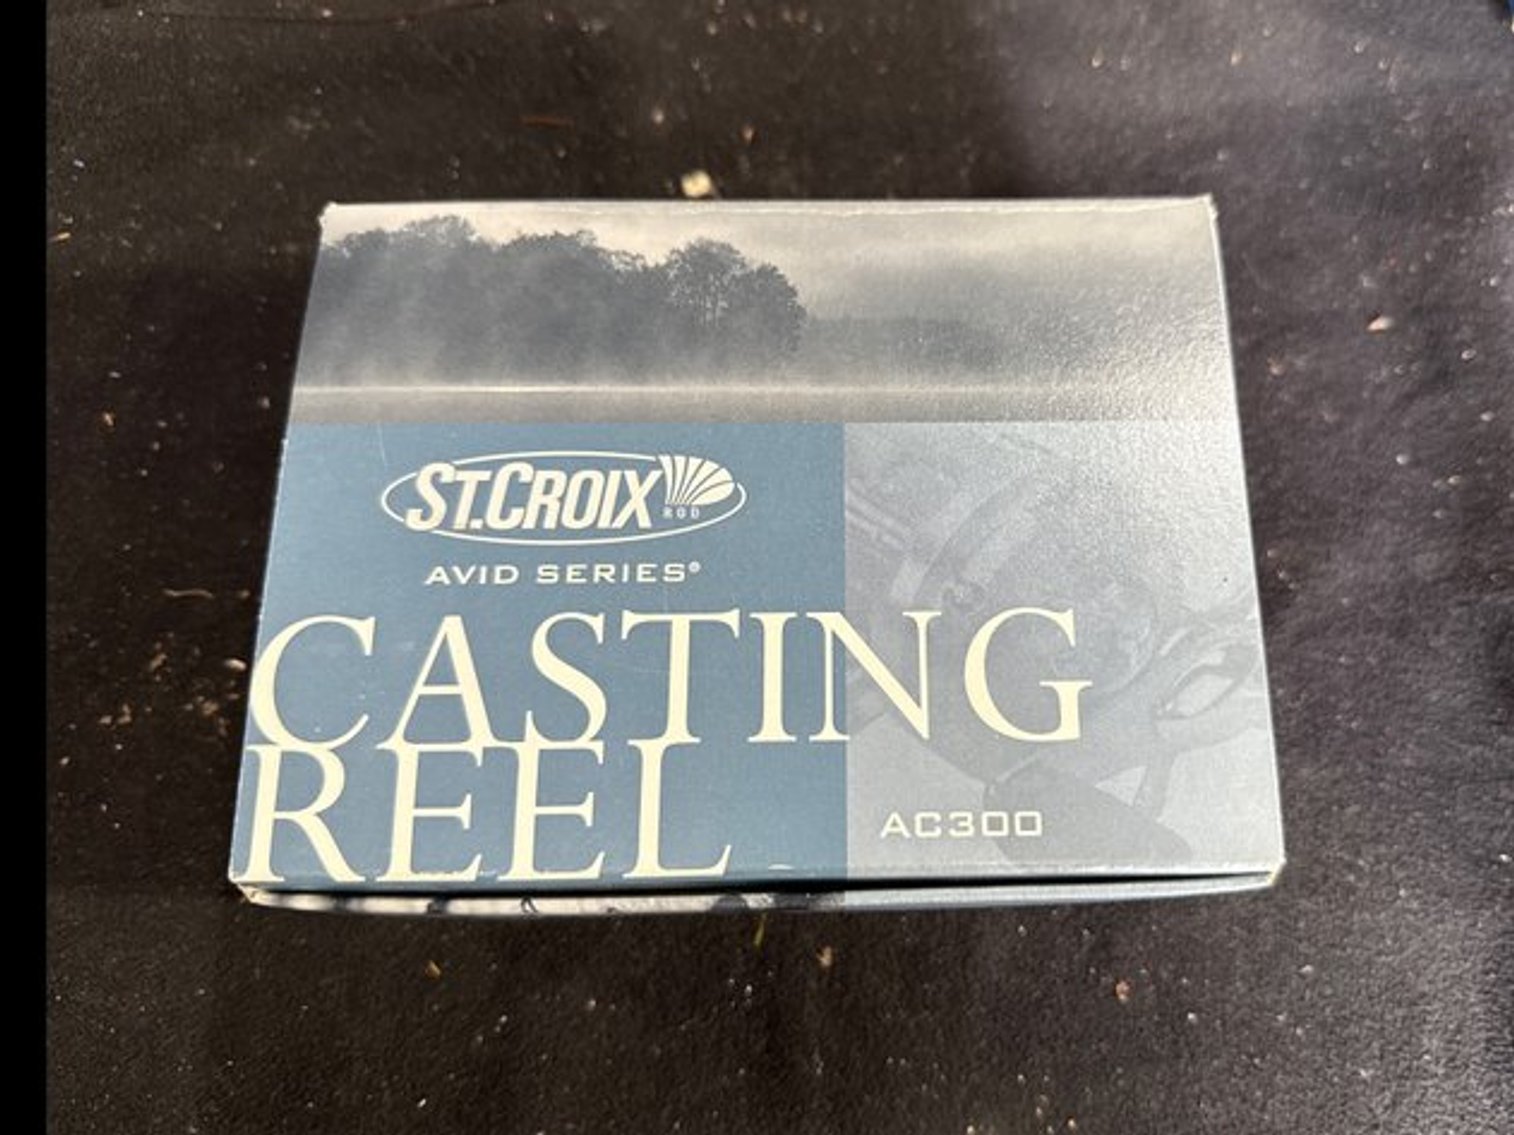 ST.CROIX
ROD
AVID SERIES®
CASTING
REEL
AC300